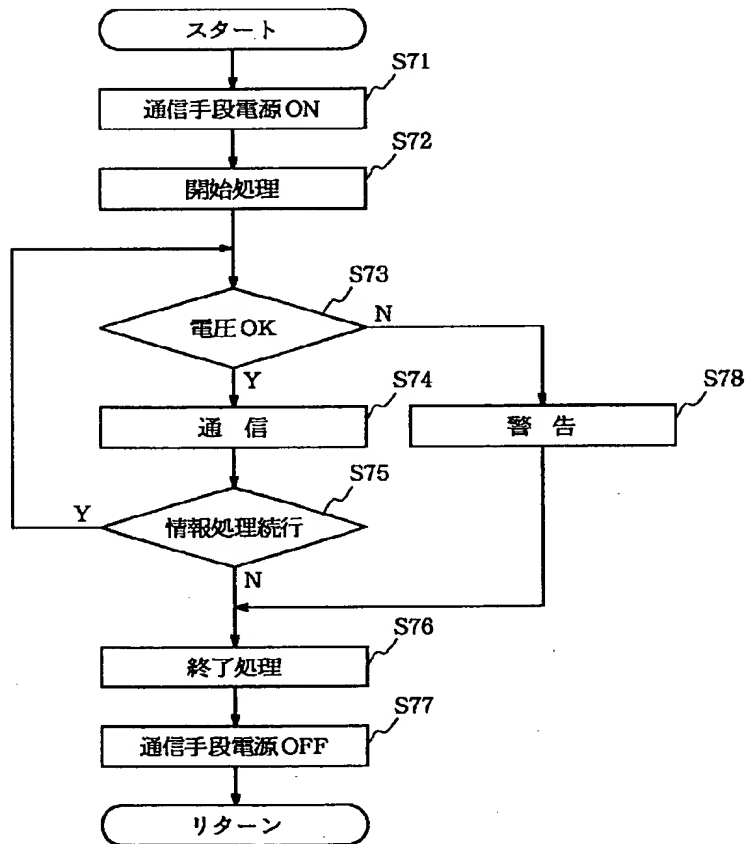 スタート
S71
通信手段電源ON
S72
開始処理
S73
電圧OK
N
Y
S74
通 信
S78
警 告
S75
Y
情報処理続行
N
S76
終了処理
S77
通信手段電源OFF
リターン